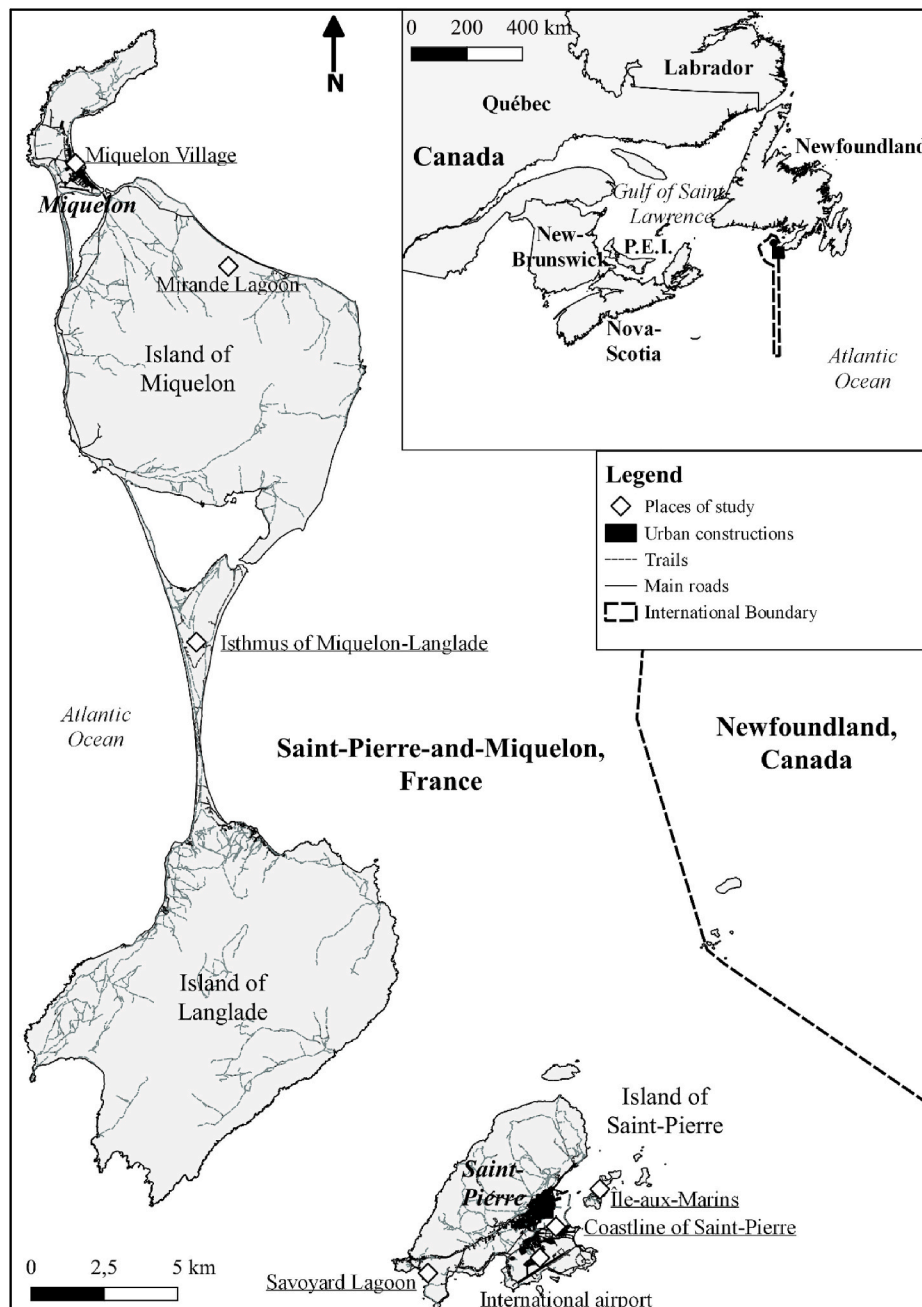 0 200 400 km
Labrador
Québec
Newfoundland
Canada
Gulf of Saint
Lawrence
New-
Brunswick
P.E.I.
Nova-
Scotia
Atlantic
Ocean
N
Miquelon Village
Miquelon
Mirande Lagoon
Island of
Miquelon
Legend
Places of study
Urban constructions
Trails
Main roads
International Boundary
Isthmus of Miquelon-Langlade
Atlantic
Ocean
Saint-Pierre-and-Miquelon,
France
Newfoundland,
Canada
Island of
Langlade
Island of
Saint-Pierre
Saint-
Pierre
Île-aux-Marins
Coastline of Saint-Pierre
Savoyard Lagoon
International airport
0 2,5 5 km